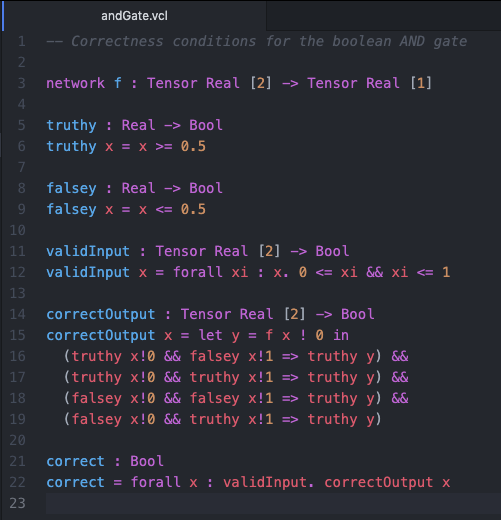 andGate.vcl
1 -- Correctness conditions for the boolean AND gate
2
3 network f : Tensor Real [2] -> Tensor Real [1]
4
5 truthy : Real -> Bool
6 truthy x = x >= 0.5
7
8 falsey : Real -> Bool
9 falsey x = x <= 0.5
10
11 validInput : Tensor Real [2] -> Bool
12 validInput x = forall xi : x. 0 <= xi && xi <= 1
13
14 correctOutput : Tensor Real [2] -> Bool
15 correctOutput x = let y = f x ! 0 in
16   (truthy x!0 && falsey x!1 => truthy y) &&
17   (truthy x!0 && truthy x!1 => truthy y) &&
18   (falsey x!0 && falsey x!1 => truthy y) &&
19   (falsey x!0 && truthy x!1 => truthy y)
20
21 correct : Bool
22 correct = forall x : validInput. correctOutput x
23